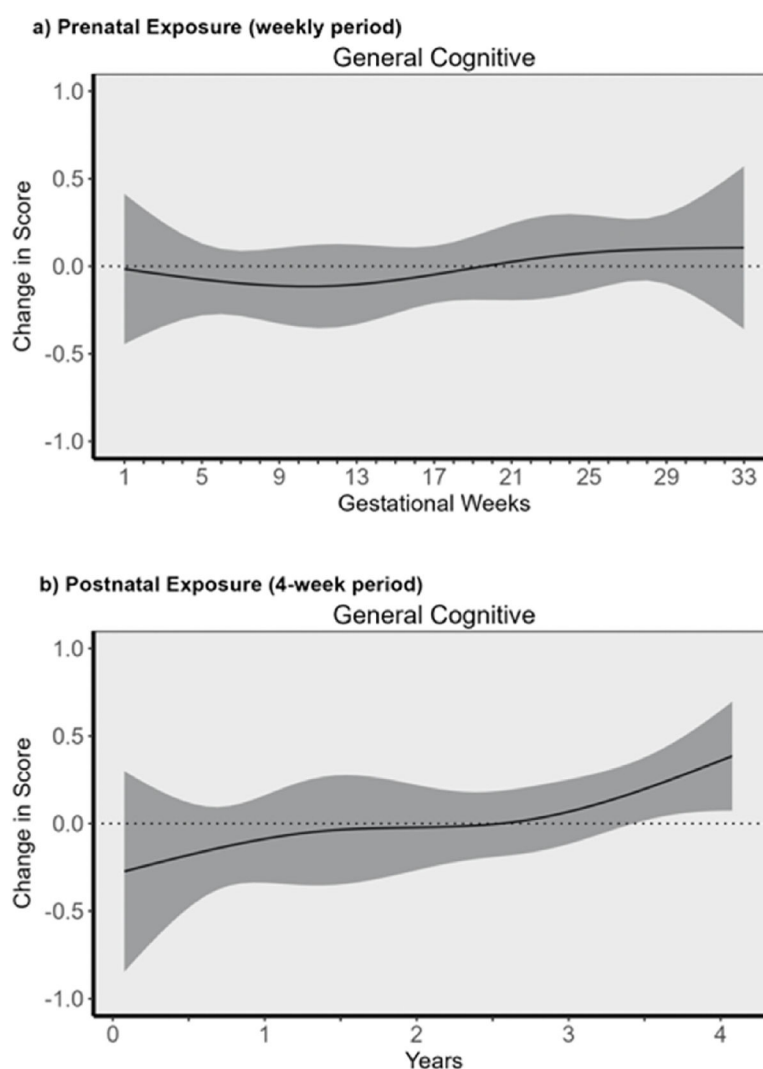 a) Prenatal Exposure (weekly period)
General Cognitive
1.0
0.5
0.0
-0.5
-1.0
Change in Score
1 5 9 13 17 21 25 29 33
Gestational Weeks
b) Postnatal Exposure (4-week period)
General Cognitive
1.0
0.5
0.0
-0.5
-1.0
Change in Score
0 1 2 3 4
Years